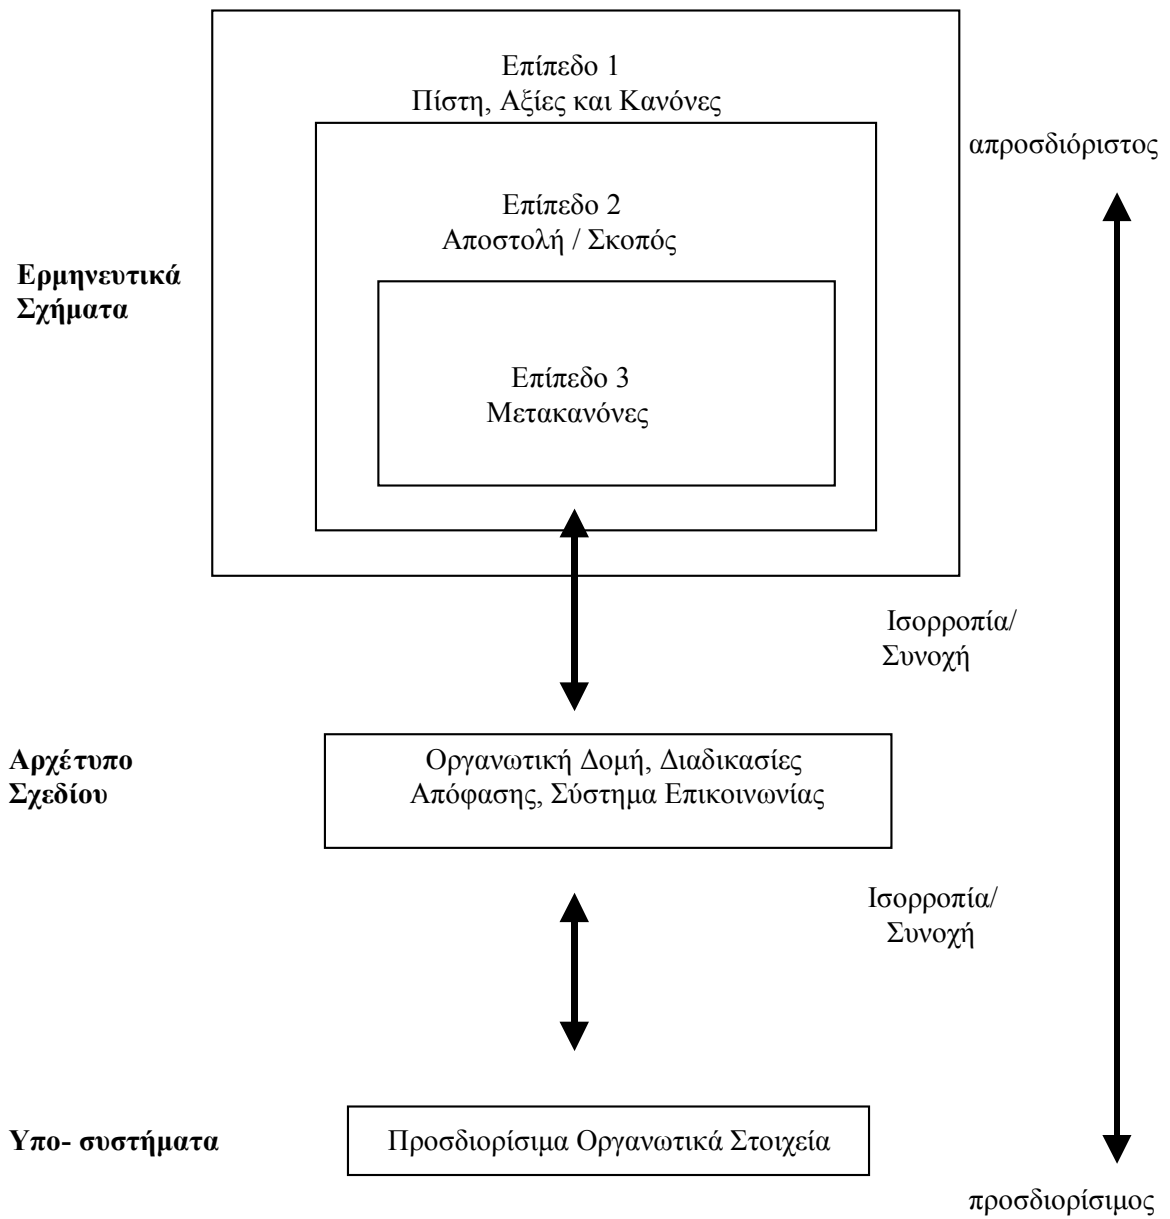 Επίπεδο 1
Πίστη, Αξίες και Κανόνες
απροσδιόριστος
Επίπεδο 2
Αποστολή / Σκοπός
Ερμηνευτικά
Σχήματα
Επίπεδο 3
Μετακανόνες
Ισορροπία/
Συνοχή
Αρχέτυπο
Σχεδίου
Οργανωτική Δομή, Διαδικασίες
Απόφασης, Σύστημα Επικοινωνίας
Ισορροπία/
Συνοχή
Υπο- συστήματα
Προσδιορίσιμα Οργανωτικά Στοιχεία
προσδιορίσιμος